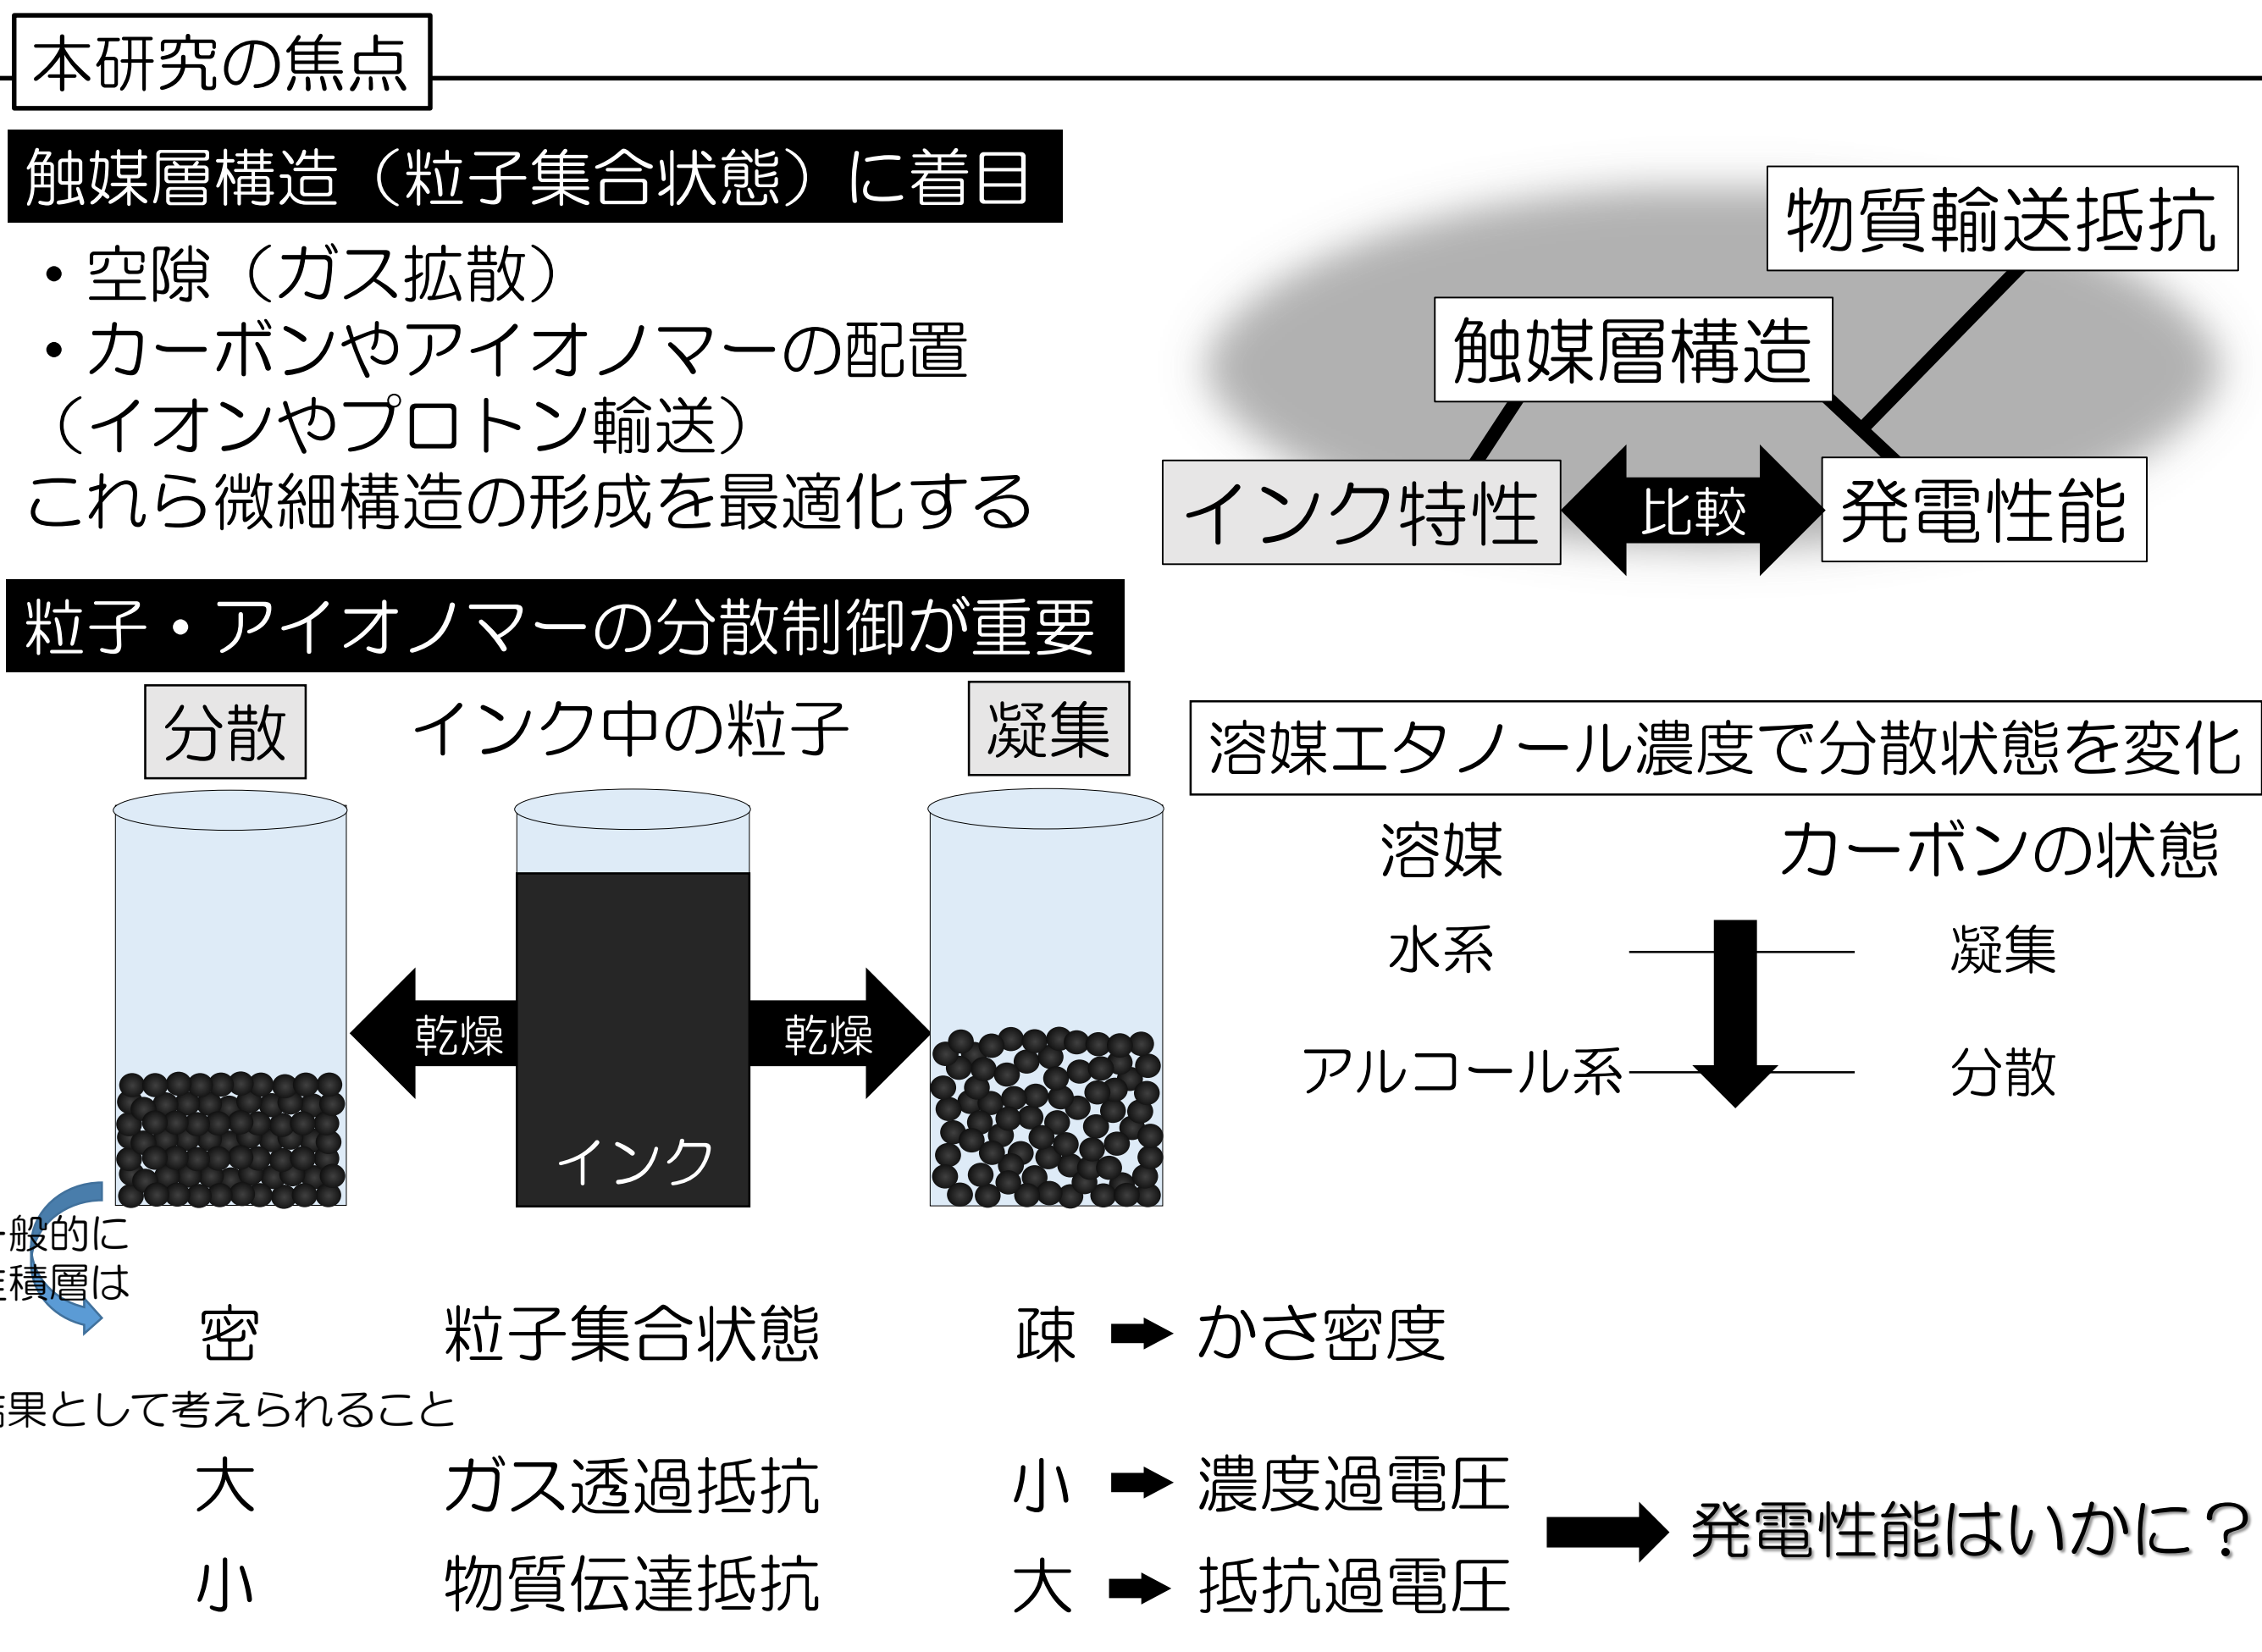 本研究の焦点
触媒層構造（粒子集合状態）に着目
・空隙（ガス拡散）
・カーボンやアイオノマーの配置
（イオンやプロトン輸送）
これら微細構造の形成を最適化する
物質輸送抵抗
触媒層構造
インク特性
比較
発電性能
粒子・アイオノマーの分散制御が重要
分散
インク中の粒子
凝集
乾燥
乾燥
インク
溶媒エタノール濃度で分散状態を変化
溶媒 カーボンの状態
水系 凝集
アルコール系 分散
般的に
積層は
密 粒子集合状態 疎 かさ密度
果として考えられること
大 ガス透過抵抗 小 濃度過電圧
小 物質伝達抵抗 大 抵抗過電圧
発電性能はいかに？